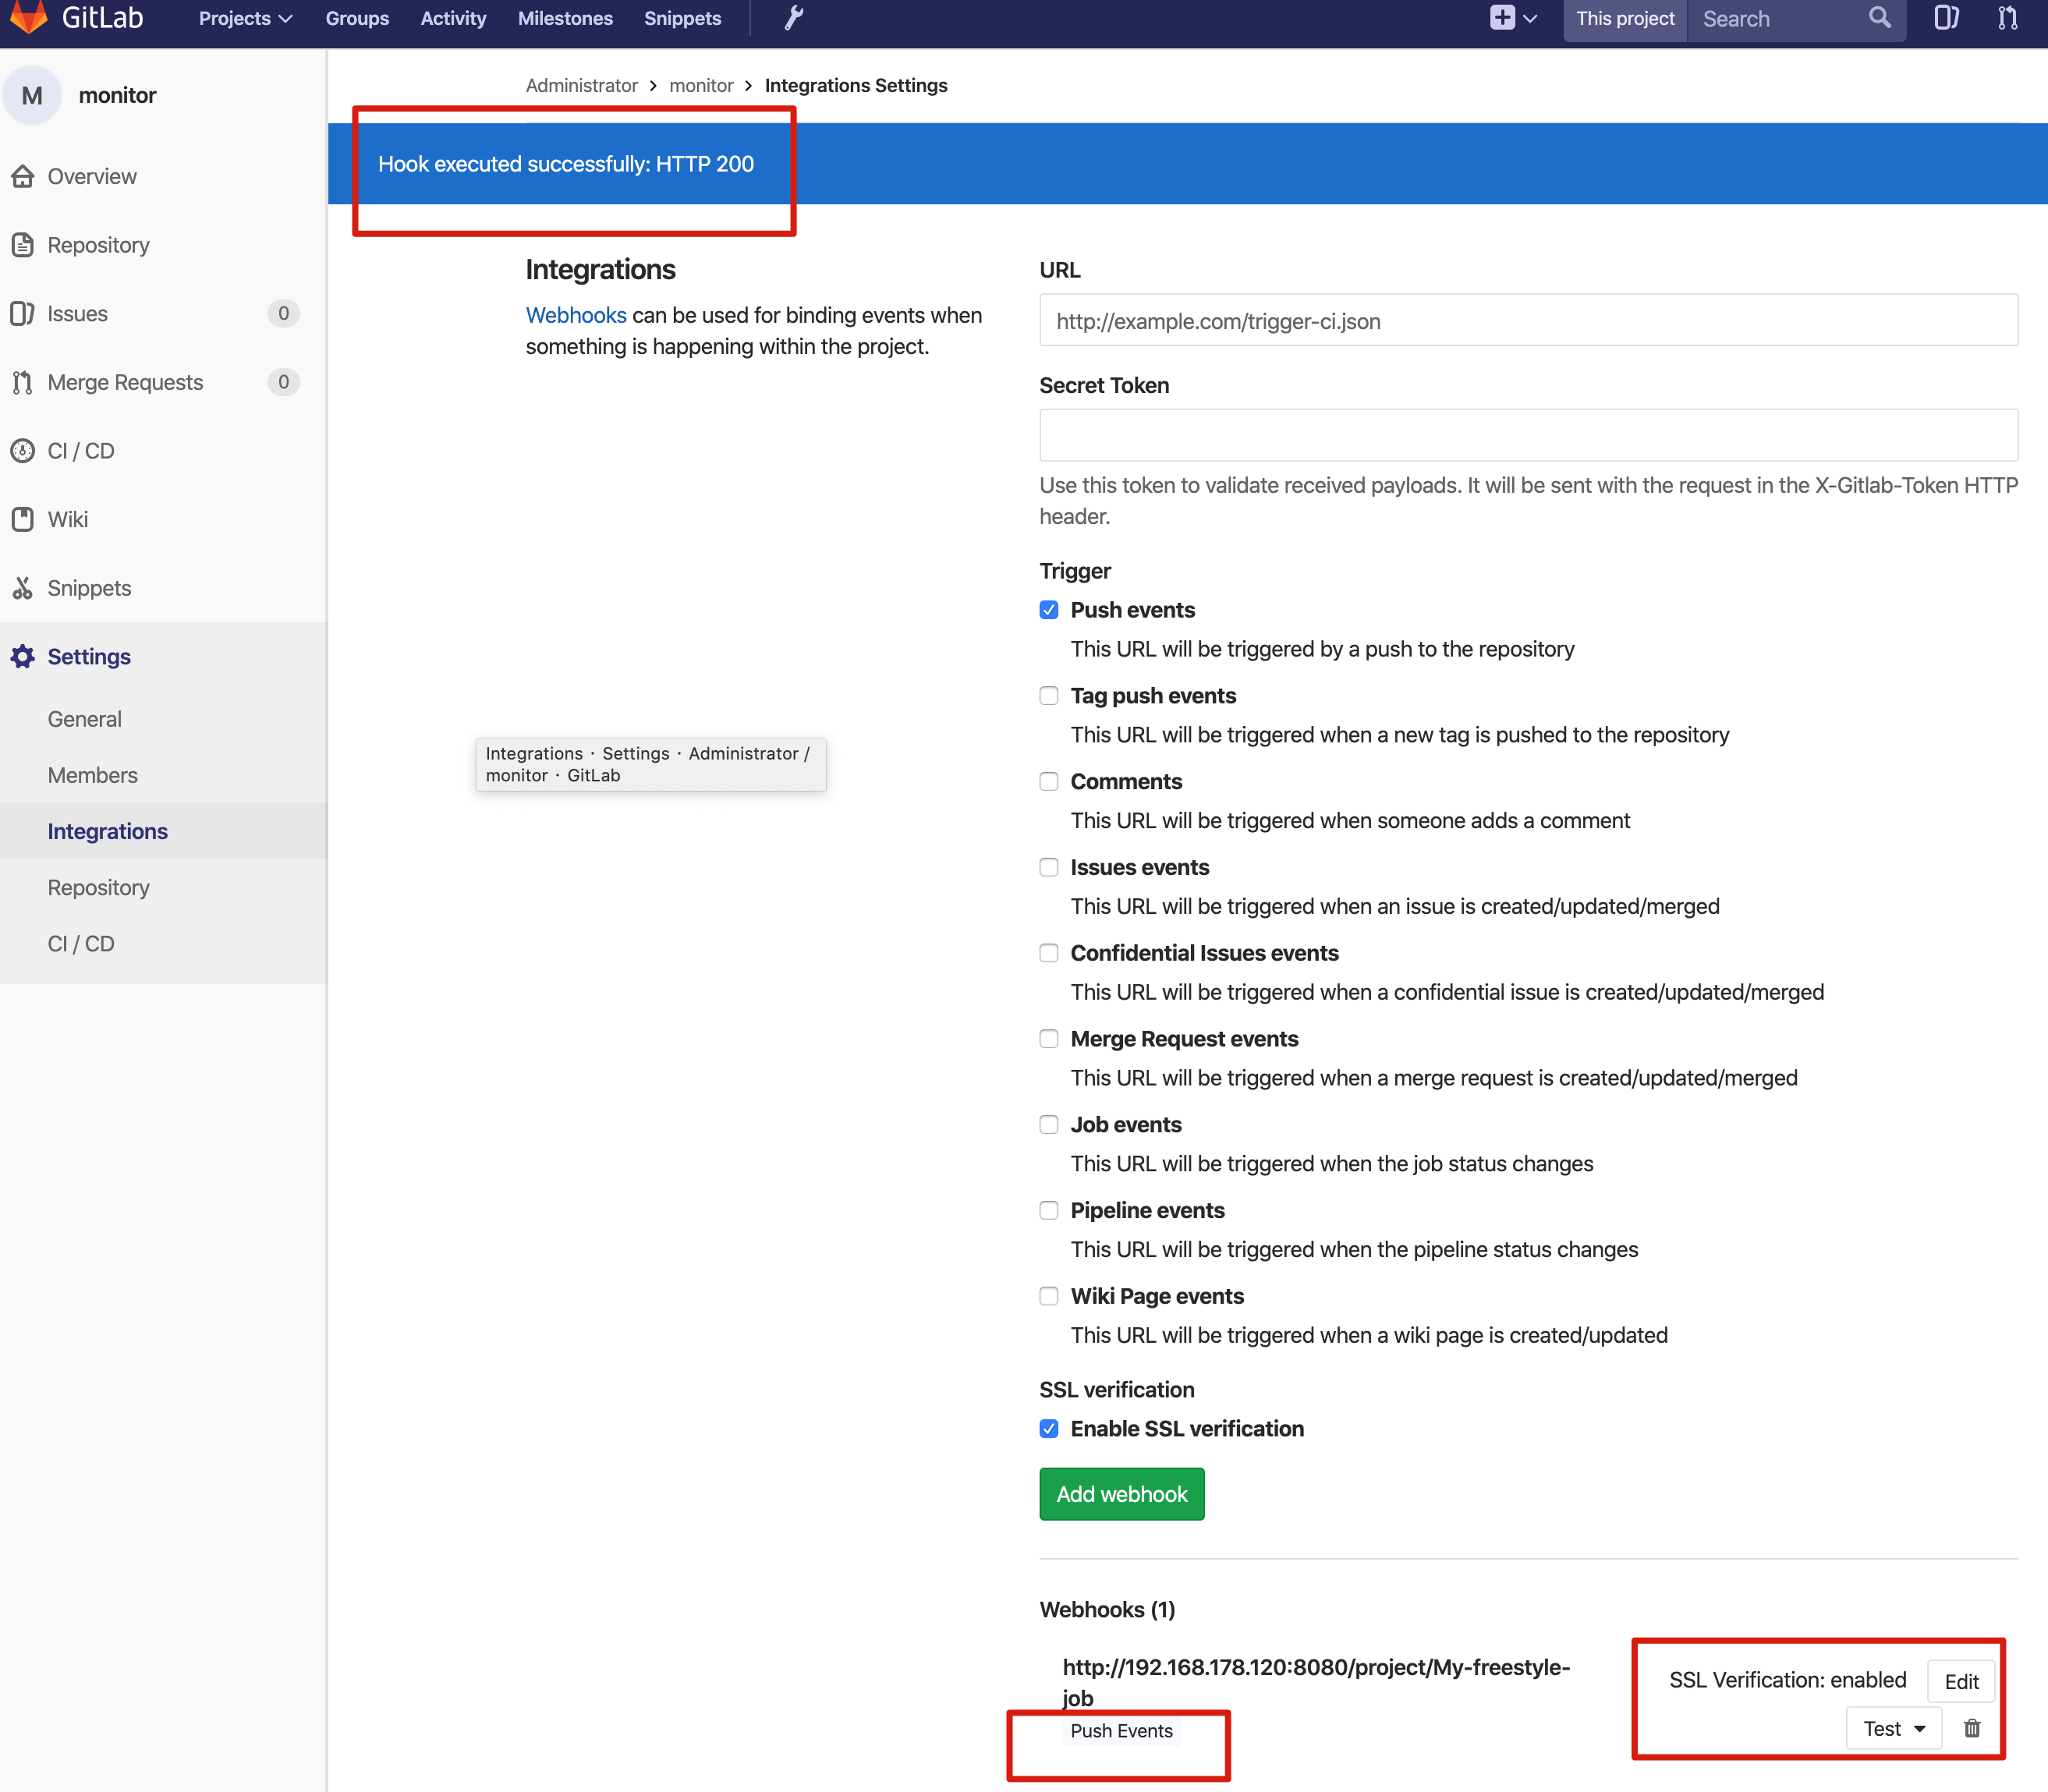 GitLab Projects Groups Activity Milestones Snippets This project Search
M monitor
Overview
Repository
Issues 0
Merge Requests 0
CI / CD
Wiki
Snippets
Settings
General
Members
Integrations
Repository
CI / CD
Administrator > monitor > Integrations Settings
Hook executed successfully: HTTP 200
Integrations
Webhooks can be used for binding events when
something is happening within the project.
Integrations · Settings · Administrator /
monitor · GitLab
URL
http://example.com/trigger-ci.json
Secret Token
Use this token to validate received payloads. It will be sent with the request in the X-Gitlab-Token HTTP
header.
Trigger
Push events
This URL will be triggered by a push to the repository
Tag push events
This URL will be triggered when a new tag is pushed to the repository
Comments
This URL will be triggered when someone adds a comment
Issues events
This URL will be triggered when an issue is created/updated/merged
Confidential Issues events
This URL will be triggered when a confidential issue is created/updated/merged
Merge Request events
This URL will be triggered when a merge request is created/updated/merged
Job events
This URL will be triggered when the job status changes
Pipeline events
This URL will be triggered when the pipeline status changes
Wiki Page events
This URL will be triggered when a wiki page is created/updated
SSL verification
Enable SSL verification
Add webhook
Webhooks (1)
http://192.168.178.120:8080/project/My-freestyle-
job
Push Events
SSL Verification: enabled Edit
Test